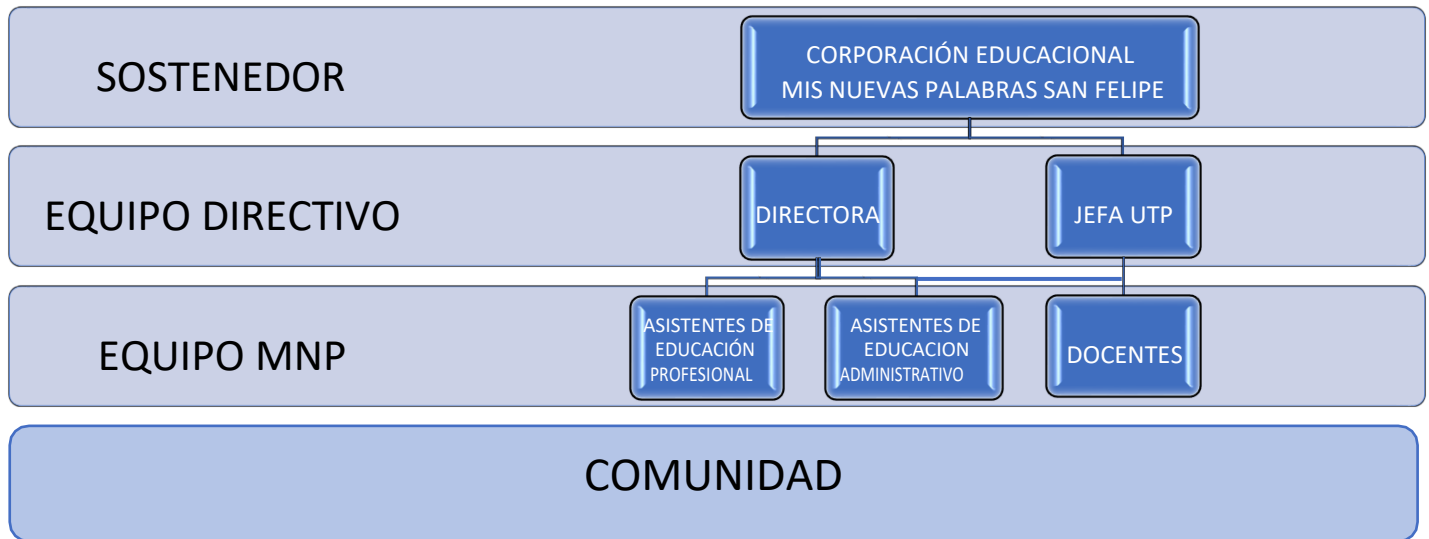 SOSTENEDOR
CORPORACIÓN EDUCACIONAL
MIS NUEVAS PALABRAS SAN FELIPE
EQUIPO DIRECTIVO
DIRECTORA
JEFA UTP
EQUIPO MNP
ASISTENTES DE
EDUCACIÓN
PROFESIONAL
ASISTENTES DE
EDUCACION
ADMINISTRATIVO
DOCENTES
COMUNIDAD